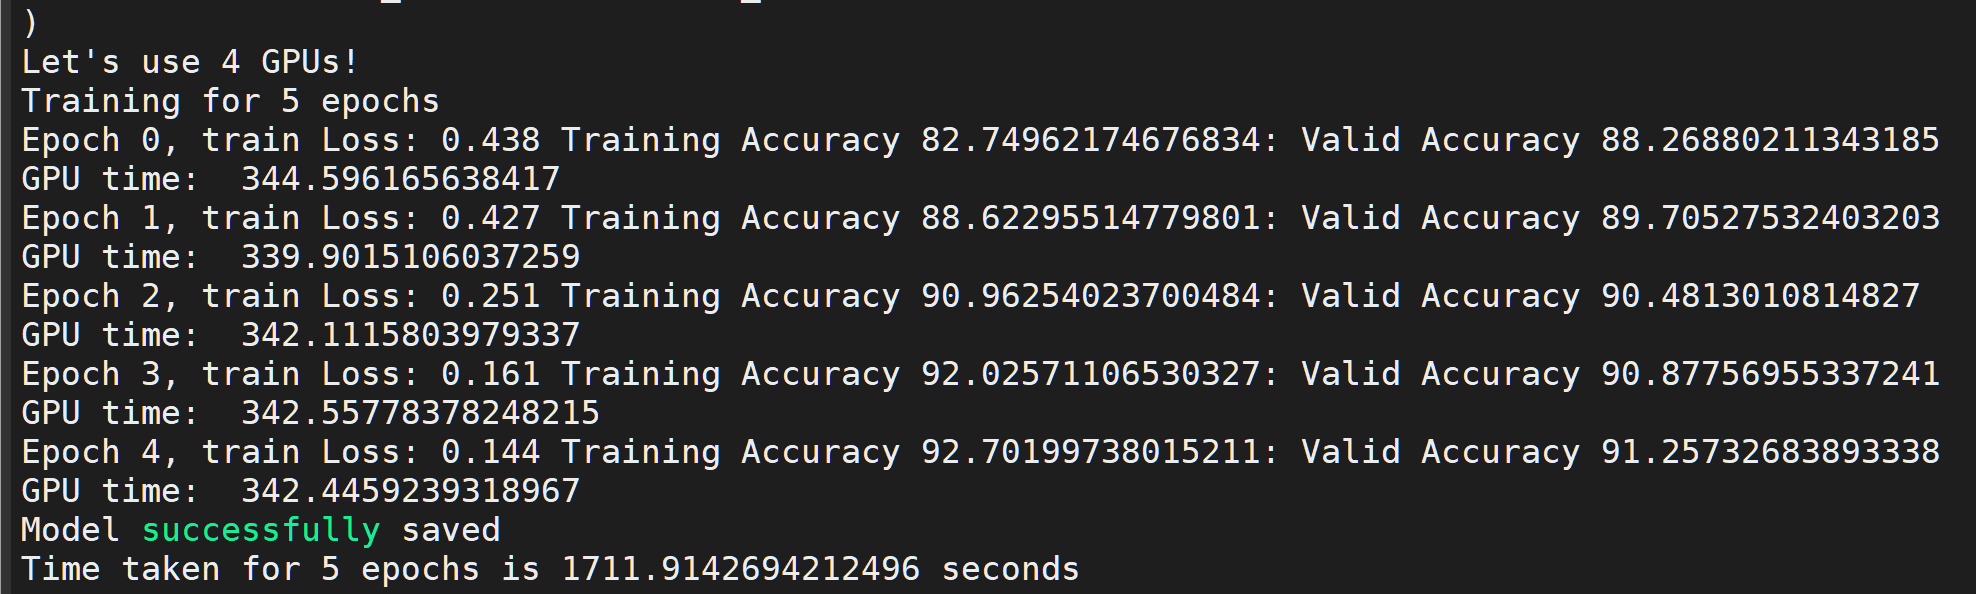 )
Let's use 4 GPUs!
Training for 5 epochs
Epoch 0, train Loss: 0.438 Training Accuracy 82.74962174676834: Valid Accuracy 88.26880211343185
GPU time:  344.596165638417
Epoch 1, train Loss: 0.427 Training Accuracy 88.62295514779801: Valid Accuracy 89.70527532403203
GPU time:  339.9015106037259
Epoch 2, train Loss: 0.251 Training Accuracy 90.96254023700484: Valid Accuracy 90.4813010814827
GPU time:  342.1115803979337
Epoch 3, train Loss: 0.161 Training Accuracy 92.02571106530327: Valid Accuracy 90.87756955337241
GPU time:  342.55778378248215
Epoch 4, train Loss: 0.144 Training Accuracy 92.70199738015211: Valid Accuracy 91.25732683893338
GPU time:  342.4459239318967
Model successfully saved
Time taken for 5 epochs is 1711.9142694212496 seconds